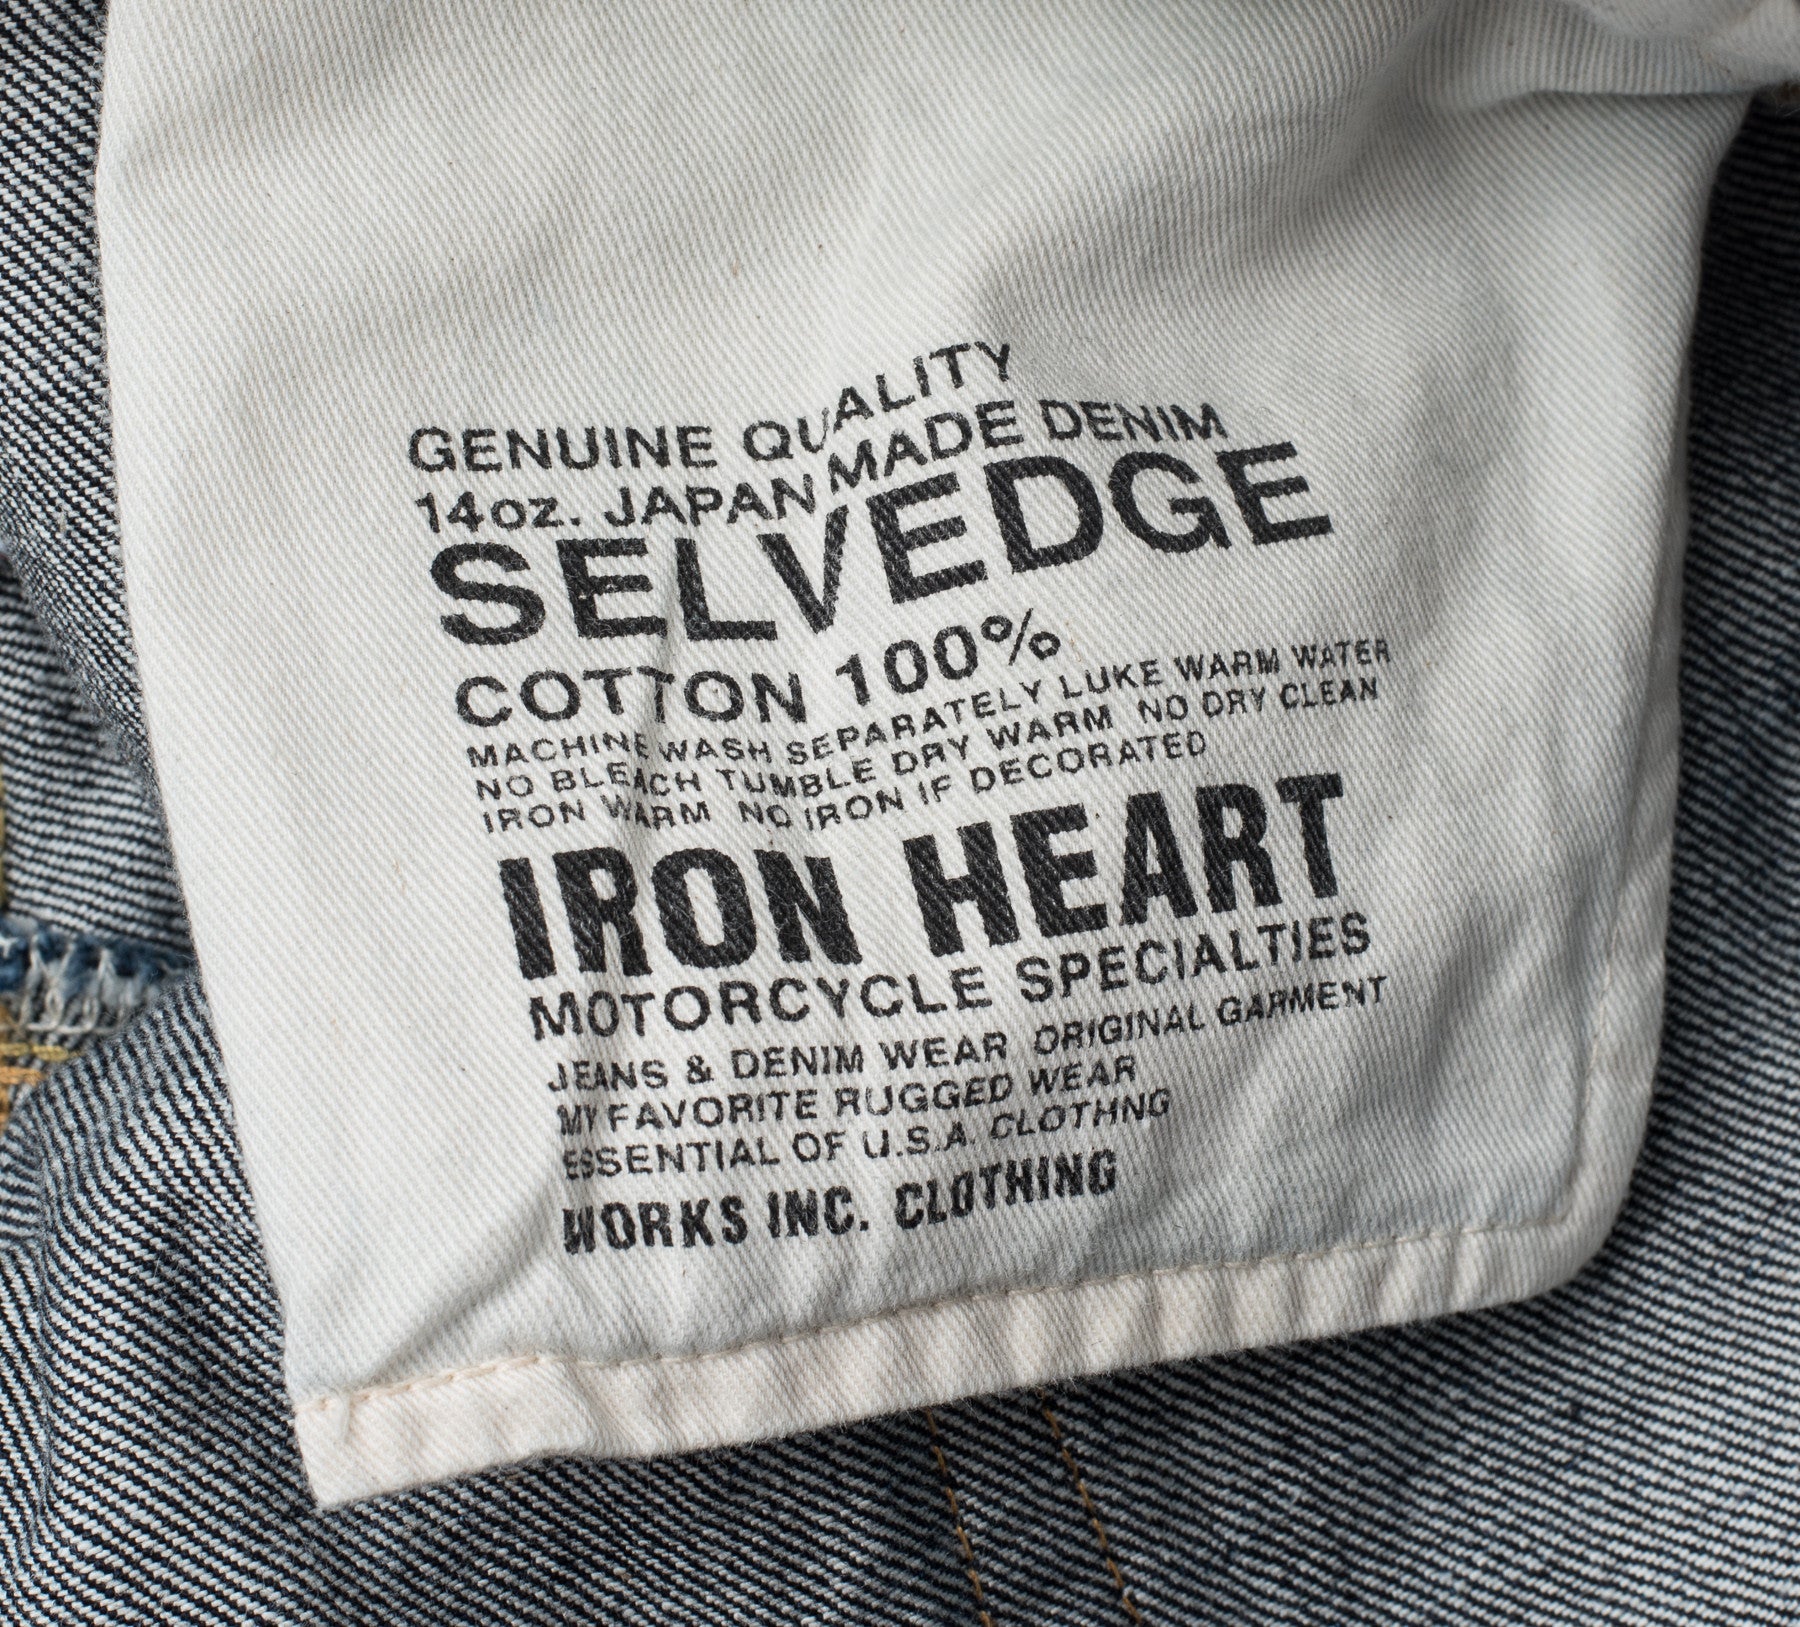 GENUINE QUALITY
14oz. JAPAN MADE DENIM
SELVEDGE
COTTON 100%
MACHINE WASH SEPARATELY LUKE WARM WATER
NO BLEACH TUMBLE DRY WARM NO DRY CLEAN
IRON WARM NO IRON IF DECORATED
IRON HEART
MOTORCYCLE SPECIALTIES
JEANS & DENIM WEAR ORIGINAL GARMENT
MY FAVORITE RUGGED WEAR
ESSENTIAL OF U.S.A. CLOTHNG
WORKS INC. CLOTHING